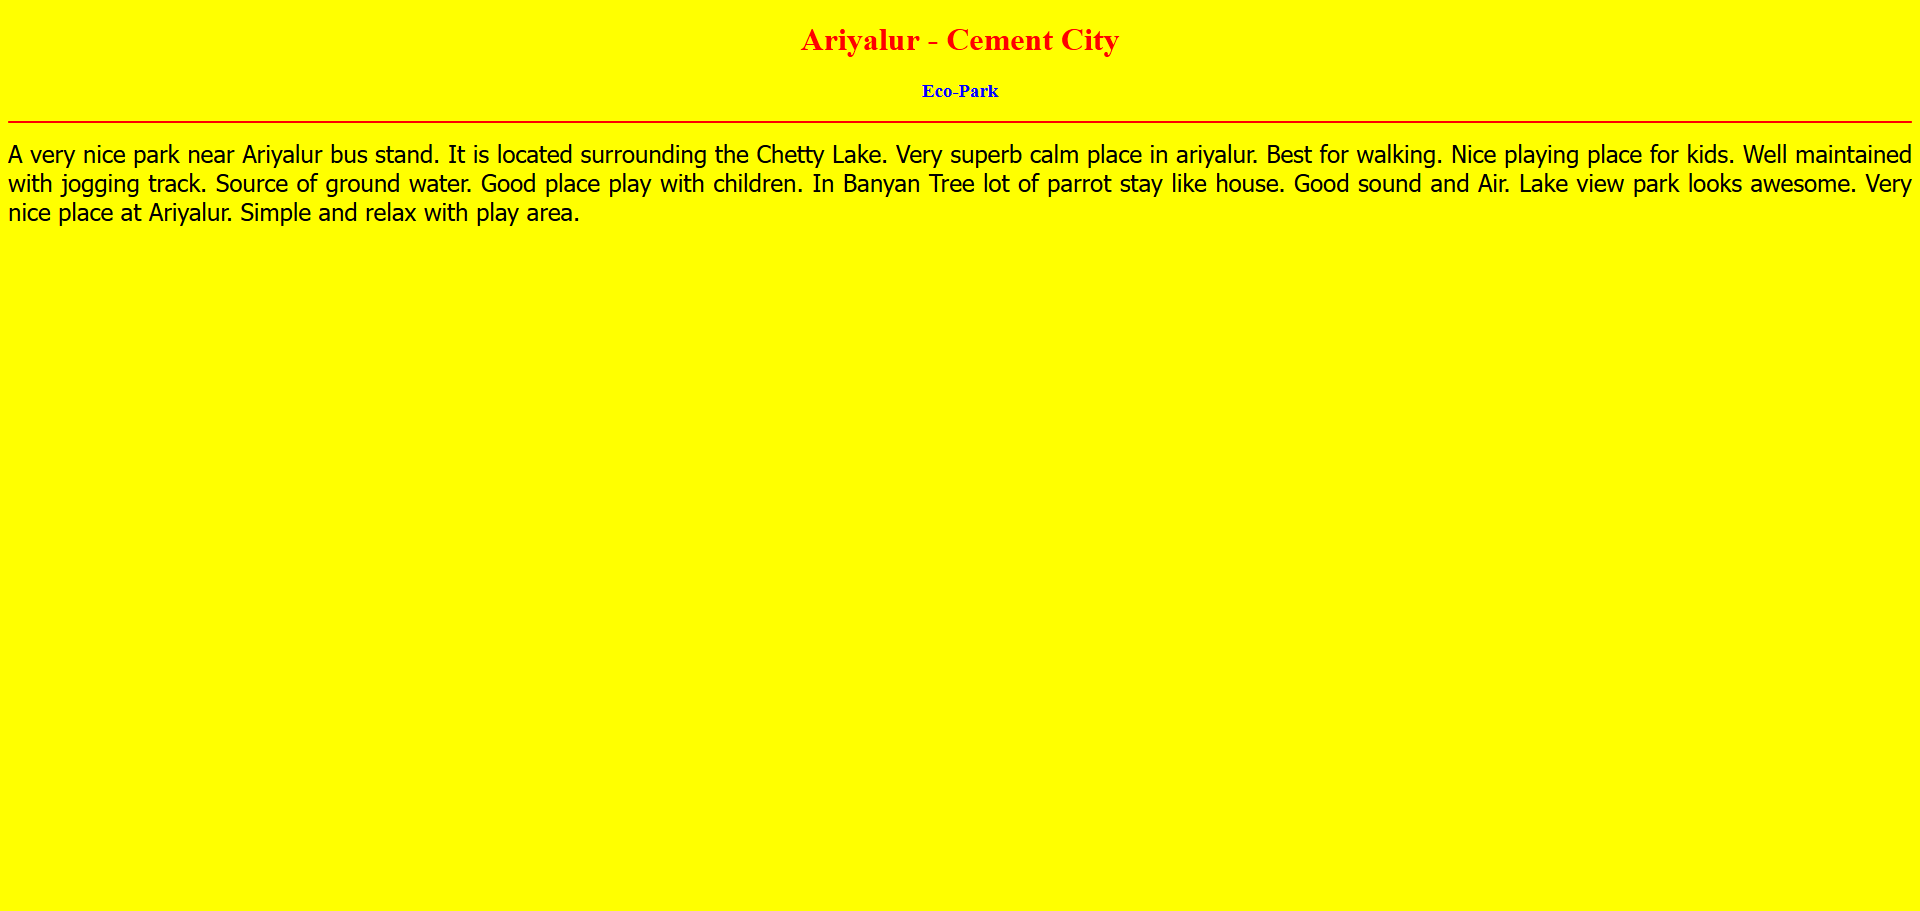 Ariyalur - Cement City
Eco-Park
A very nice park near Ariyalur bus stand. It is located surrounding the Chetty Lake. Very superb calm place in ariyalur. Best for walking. Nice playing place for kids. Well maintained
with jogging track. Source of ground water. Good place play with children. In Banyan Tree lot of parrot stay like house. Good sound and Air. Lake view park looks awesome. Very
nice place at Ariyalur. Simple and relax with play area.